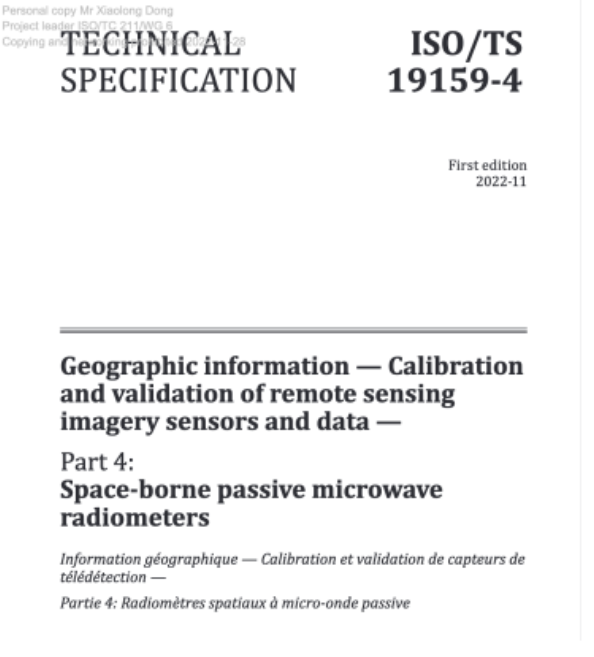 Personal copy Mr Xiaolong Dong
Project leader ISO/TC 211/WG 6
Copying and
TECHNICAL
SPECIFICATION
ISO/TS
19159-4
First edition
2022-11
Geographic information — Calibration
and validation of remote sensing
imagery sensors and data —
Part 4:
Space-borne passive microwave
radiometers
Information géographique — Calibration et validation de capteurs de
télédétection —
Partie 4: Radiomètres spatiaux à micro-onde passive